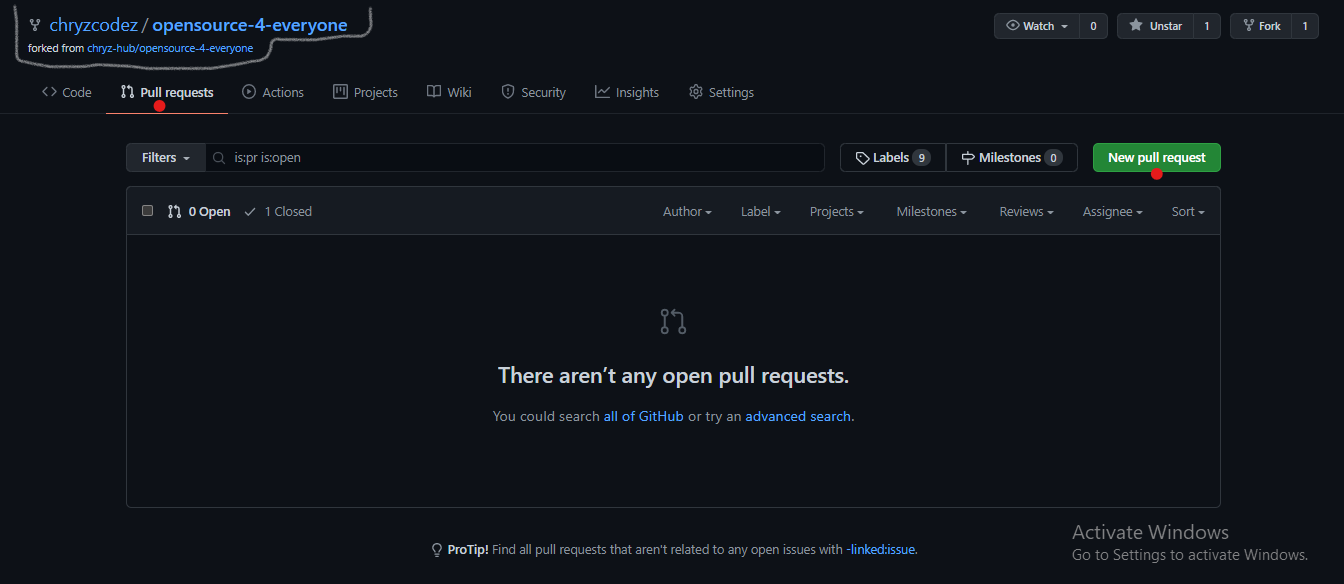 chryzcodez / opensource-4-everyone
Watch 0 Unstar 1 Fork 1
forked from chryz-hub/opensource-4-everyone
Code Pull requests Actions Projects Wiki Security Insights Settings
Filters is:pr is:open Labels 9 Milestones 0 New pull request
0 Open 1 Closed Author Label Projects Milestones Reviews Assignee Sort
There aren’t any open pull requests.
You could search all of GitHub or try an advanced search.
ProTip! Find all pull requests that aren't related to any open issues with -linked:issue.
Activate Windows
Go to Settings to activate Windows.